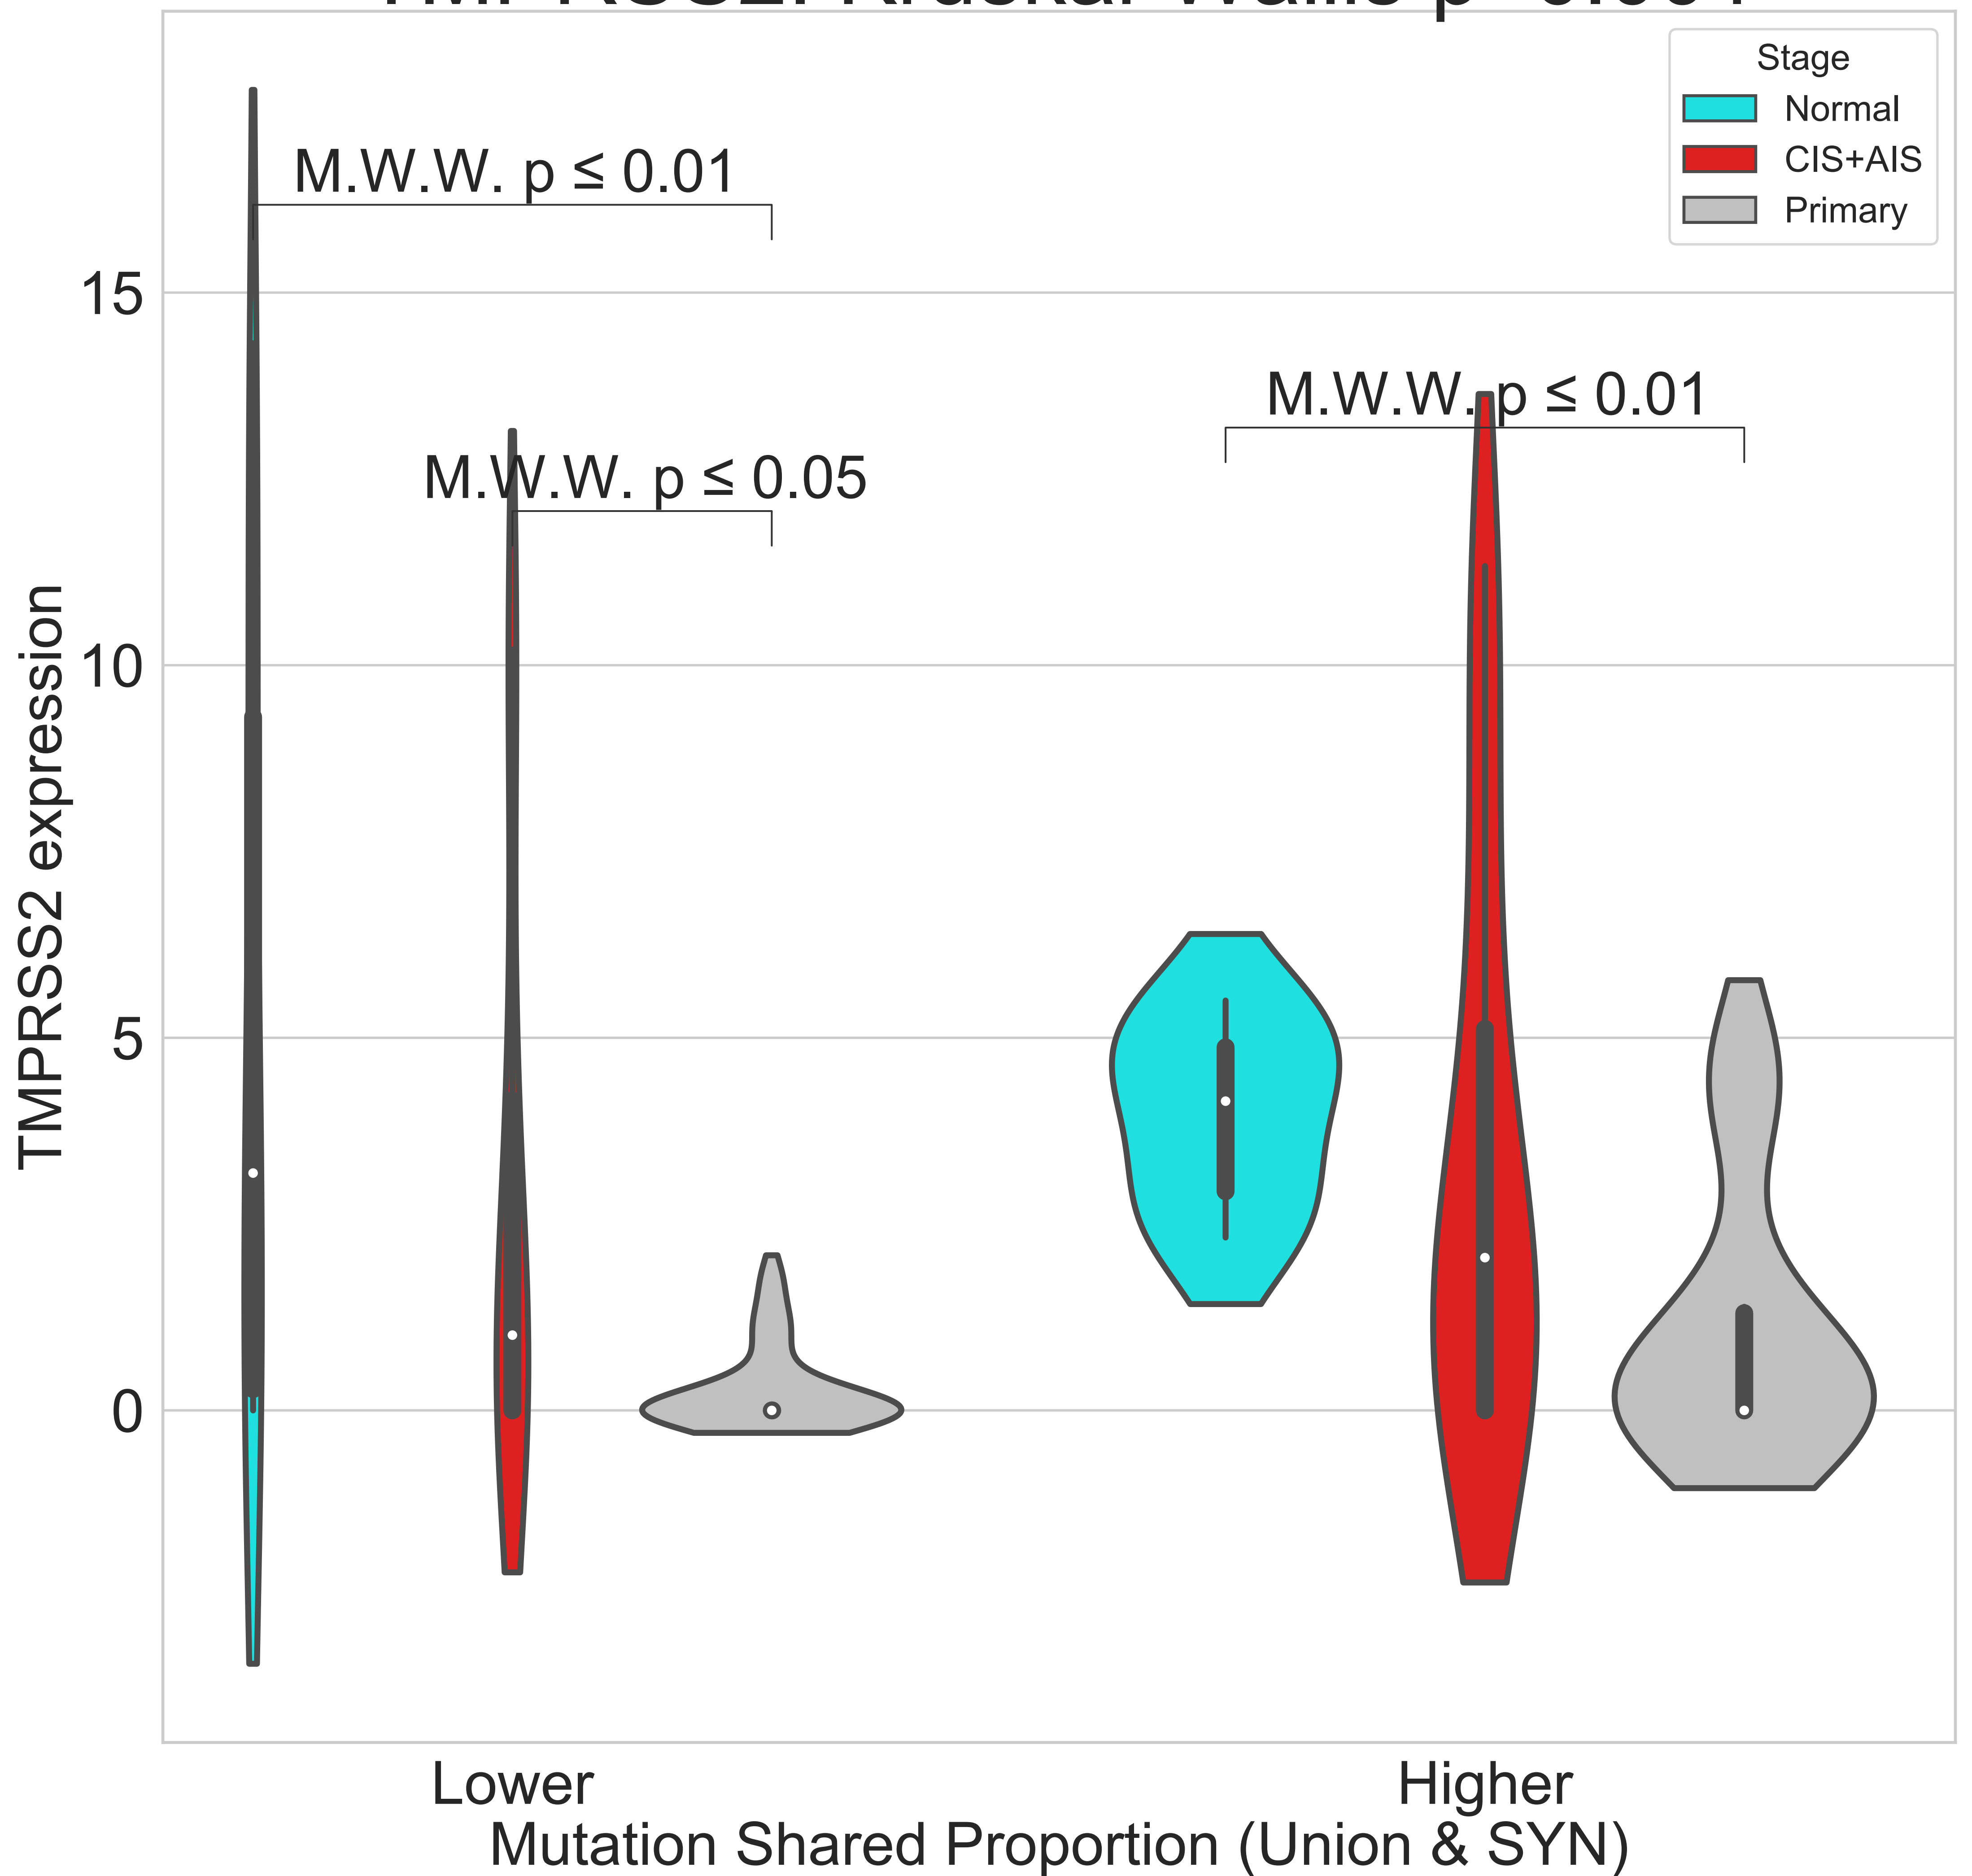 Stage
Normal
CIS+AIS
Primary
M.W.W. p ≤ 0.01
M.W.W. p ≤ 0.01
M.W.W. p ≤ 0.05
15
10
5
0
TMPRSS2 expression
Lower
Higher
Mutation Shared Proportion (Union & SYN)